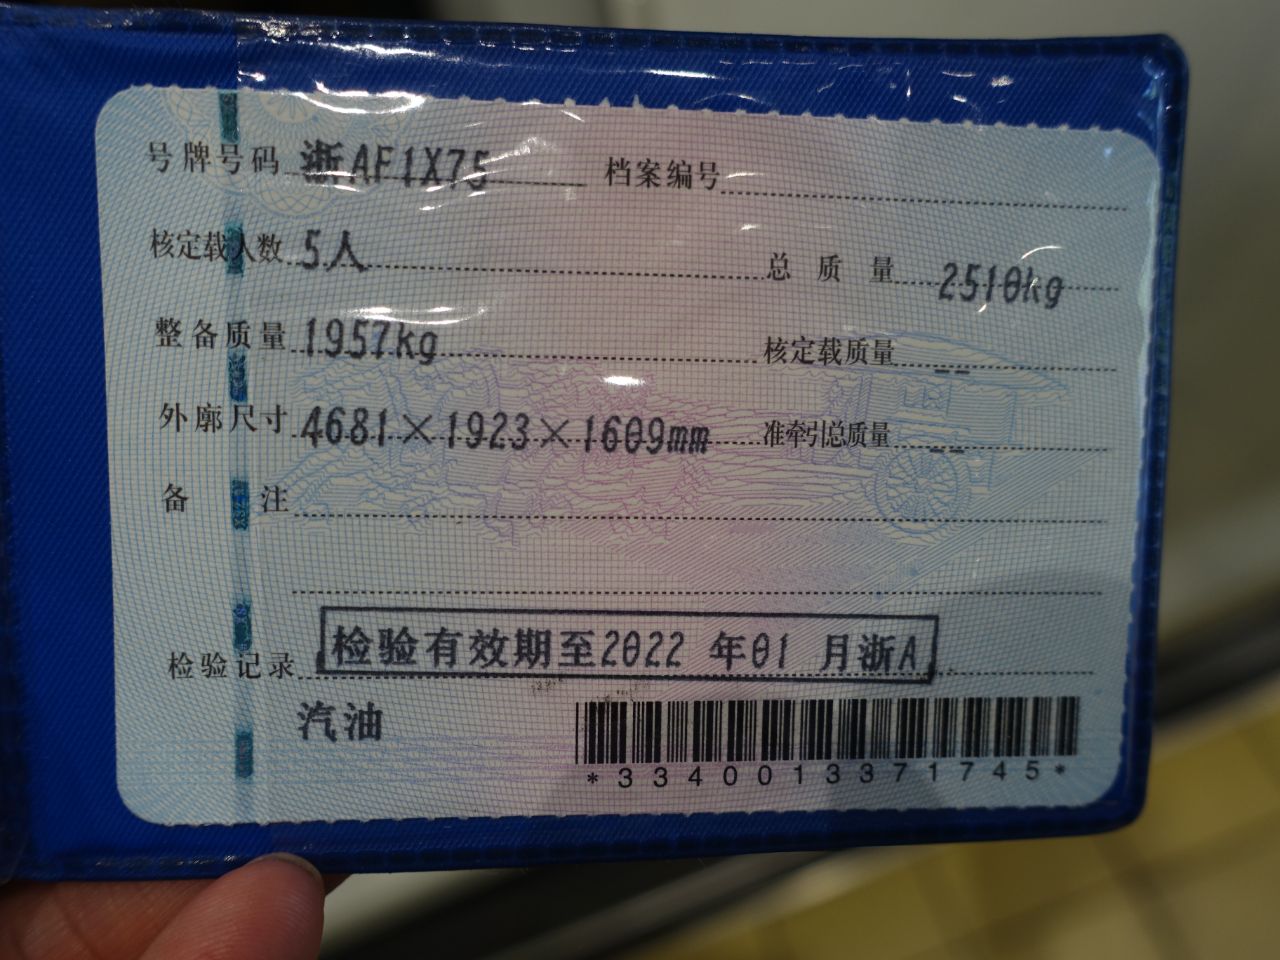 号牌号码 浙AF1X75 档案编号
核定载人数 5人 总质量 2510kg
整备质量 1957kg 核定载质量 --
外廓尺寸 4681×1923×1609mm 准牵引总质量 --
备注
检验记录 检验有效期至2022 年01 月浙A
汽油
*3340013371745*